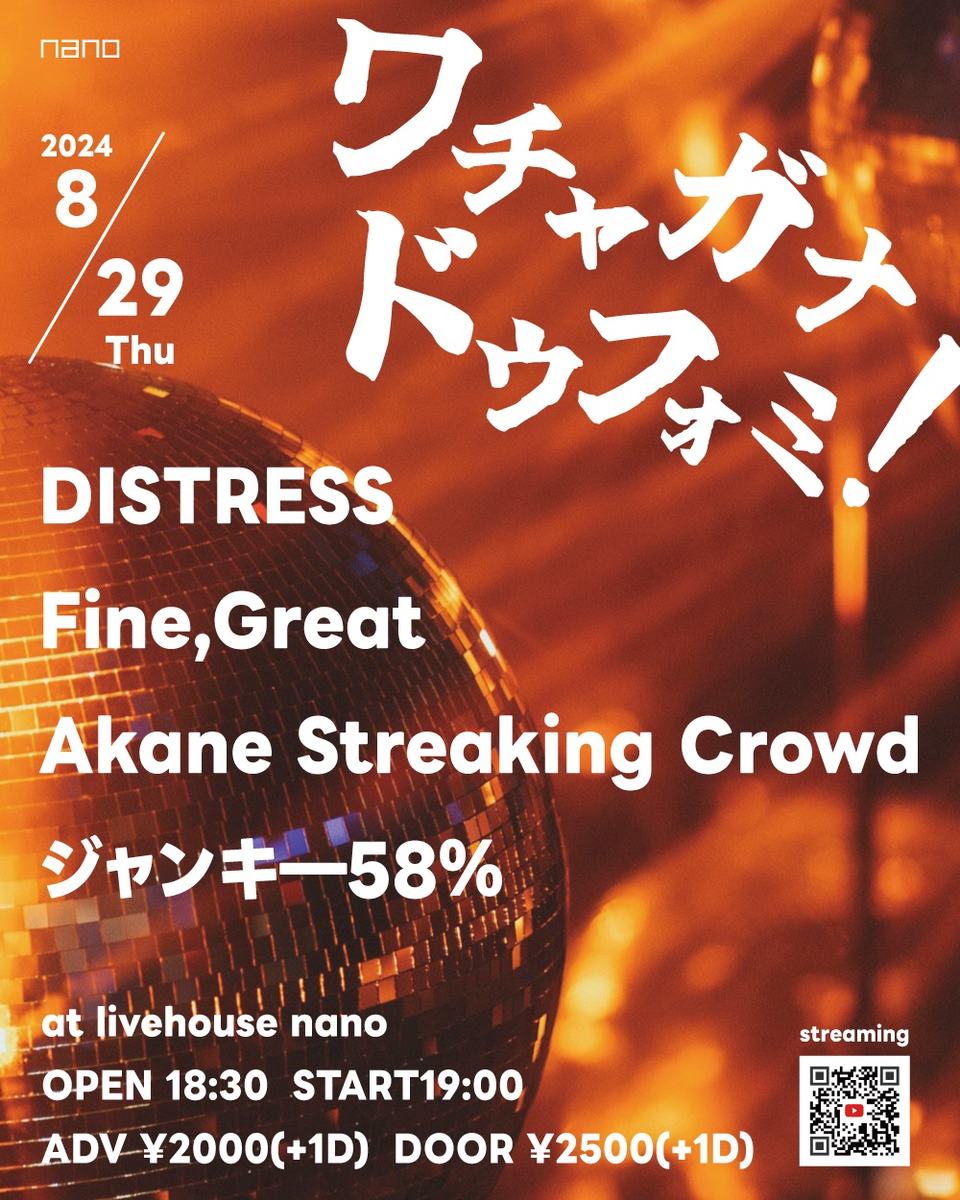 nano
2024
8
29
Thu
ワチャガナ
ドゥフォミ!
DISTRESS
Fine,Great
Akane Streaking Crowd
ジャンキー58%
at livehouse nano
OPEN 18:30 START19:00
ADV ¥2000(+1D) DOOR ¥2500(+1D)
streaming